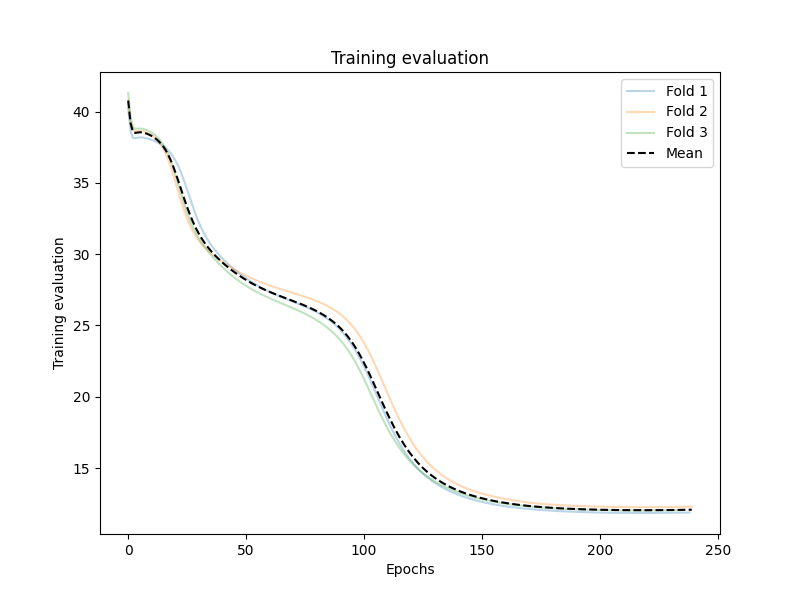 Training evaluation
Fold 1
Fold 2
Fold 3
Mean
Training evaluation
40
35
30
25
20
15
0 50 100 150 200 250
Epochs